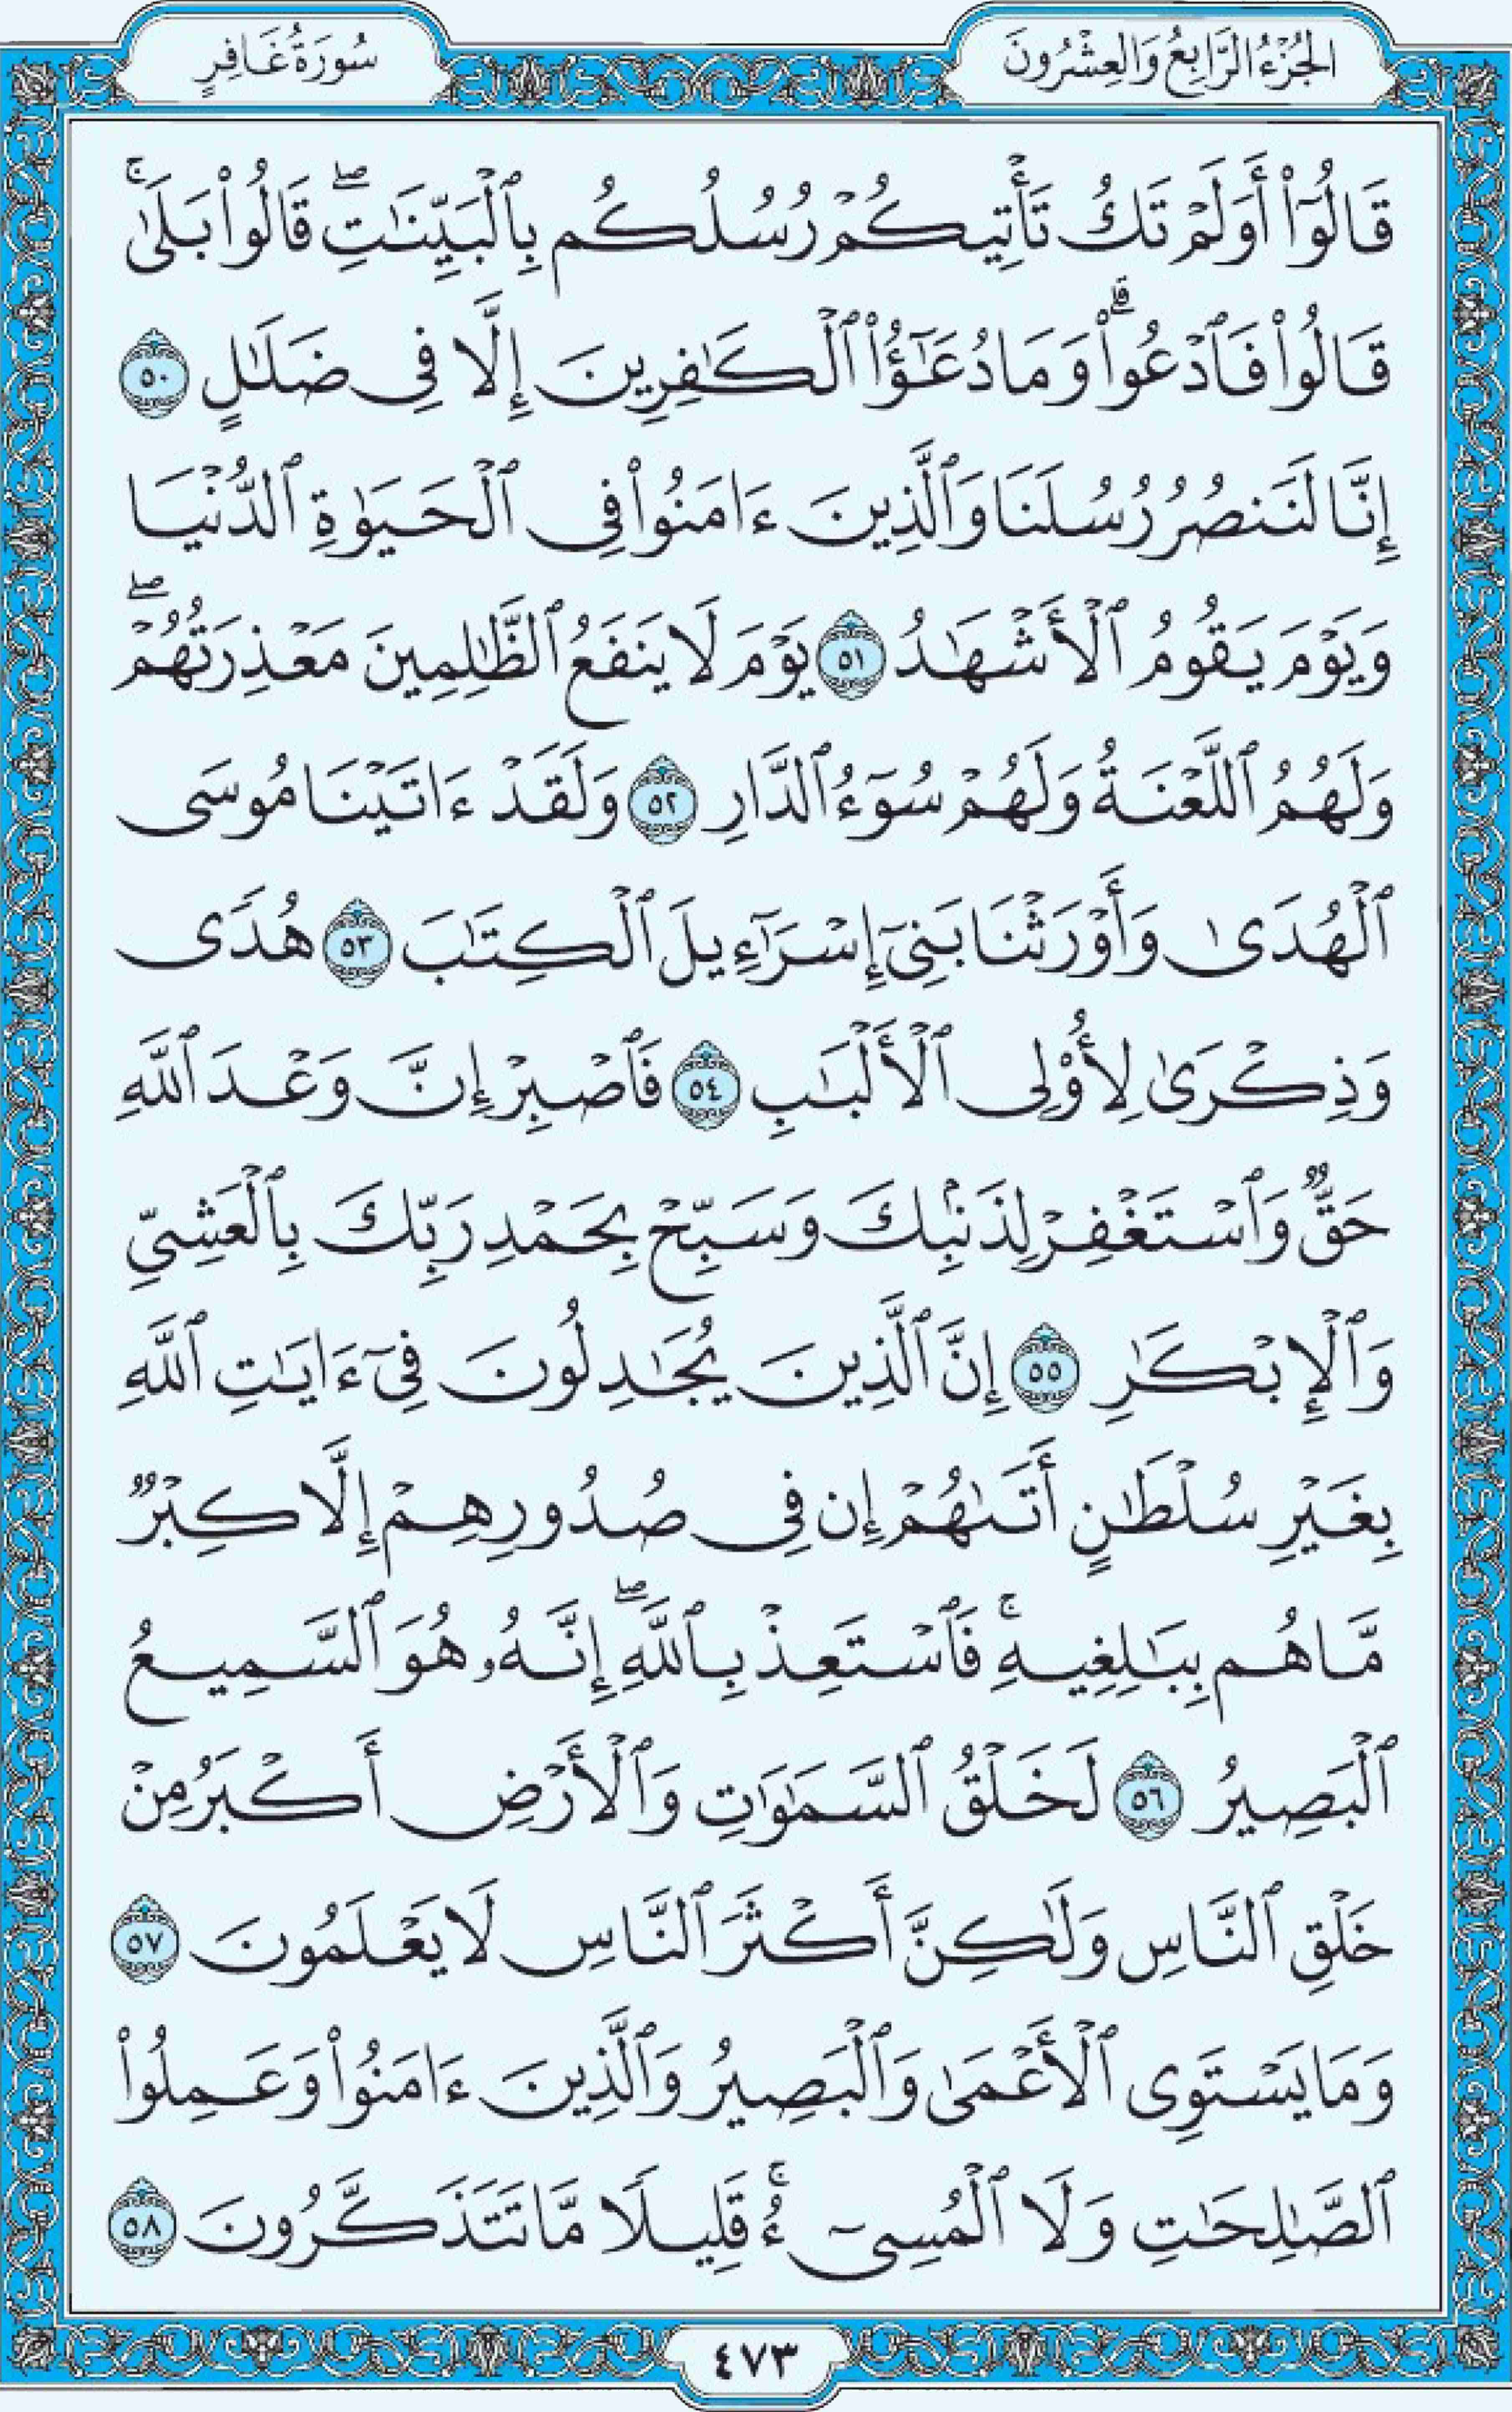 الجُزْءُ الرَّابِعُ وَالعِشْرُونَ
سُورَةُ غَافِرٍ
قَالُوٓا۟ أَوَلَمْ تَكُ تَأْتِيكُمْ رُسُلُكُم بِٱلْبَيِّنَـٰتِ ۖ قَالُوا۟ بَلَىٰ ۚ
قَالُوا۟ فَٱدْعُوا۟ ۗ وَمَا دُعَـٰٓؤُا۟ ٱلْكَـٰفِرِينَ إِلَّا فِى ضَلَـٰلٍ ٥٠
إِنَّا لَنَنصُرُ رُسُلَنَا وَٱلَّذِينَ ءَامَنُوا۟ فِى ٱلْحَيَوٰةِ ٱلدُّنْيَا
وَيَوْمَ يَقُومُ ٱلْأَشْهَـٰدُ ٥١ يَوْمَ لَا يَنفَعُ ٱلظَّـٰلِمِينَ مَعْذِرَتُهُمْ ۖ
وَلَهُمُ ٱللَّعْنَةُ وَلَهُمْ سُوٓءُ ٱلدَّارِ ٥٢ وَلَقَدْ ءَاتَيْنَا مُوسَى
ٱلْهُدَىٰ وَأَوْرَثْنَا بَنِىٓ إِسْرَٰٓءِيلَ ٱلْكِتَـٰبَ ٥٣ هُدًى
وَذِكْرَىٰ لِأُو۟لِى ٱلْأَلْبَـٰبِ ٥٤ فَٱصْبِرْ إِنَّ وَعْدَ ٱللَّهِ
حَقٌّ وَٱسْتَغْفِرْ لِذَنۢبِكَ وَسَبِّحْ بِحَمْدِ رَبِّكَ بِٱلْعَشِىِّ
وَٱلْإِبْكَـٰرِ ٥٥ إِنَّ ٱلَّذِينَ يُجَـٰدِلُونَ فِىٓ ءَايَـٰتِ ٱللَّهِ
بِغَيْرِ سُلْطَـٰنٍ أَتَىٰهُمْ إِن فِى صُدُورِهِمْ إِلَّا كِبْرٌ
مَّا هُم بِبَـٰلِغِيهِ ۚ فَٱسْتَعِذْ بِٱللَّهِ ۖ إِنَّهُۥ هُوَ ٱلسَّمِيعُ
ٱلْبَصِيرُ ٥٦ لَخَلْقُ ٱلسَّمَـٰوَٰتِ وَٱلْأَرْضِ أَكْبَرُ مِنْ
خَلْقِ ٱلنَّاسِ وَلَـٰكِنَّ أَكْثَرَ ٱلنَّاسِ لَا يَعْلَمُونَ ٥٧
وَمَا يَسْتَوِى ٱلْأَعْمَىٰ وَٱلْبَصِيرُ وَٱلَّذِينَ ءَامَنُوا۟ وَعَمِلُوا۟
ٱلصَّـٰلِحَـٰتِ وَلَا ٱلْمُسِىٓءُ ۚ قَلِيلًا مَّا تَتَذَكَّرُونَ ٥٨
٤٧٣